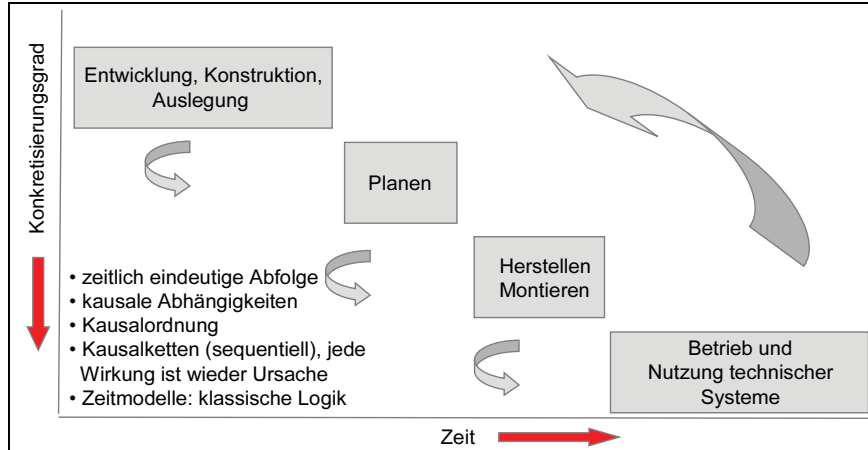 Konkretisierungsgrad
Entwicklung, Konstruktion,
Auslegung
Planen
Herstellen
Montieren
• zeitlich eindeutige Abfolge
• kausale Abhängigkeiten
• Kausalordnung
• Kausalketten (sequentiell), jede
Wirkung ist wieder Ursache
• Zeitmodelle: klassische Logik
Betrieb und
Nutzung technischer
Systeme
Zeit